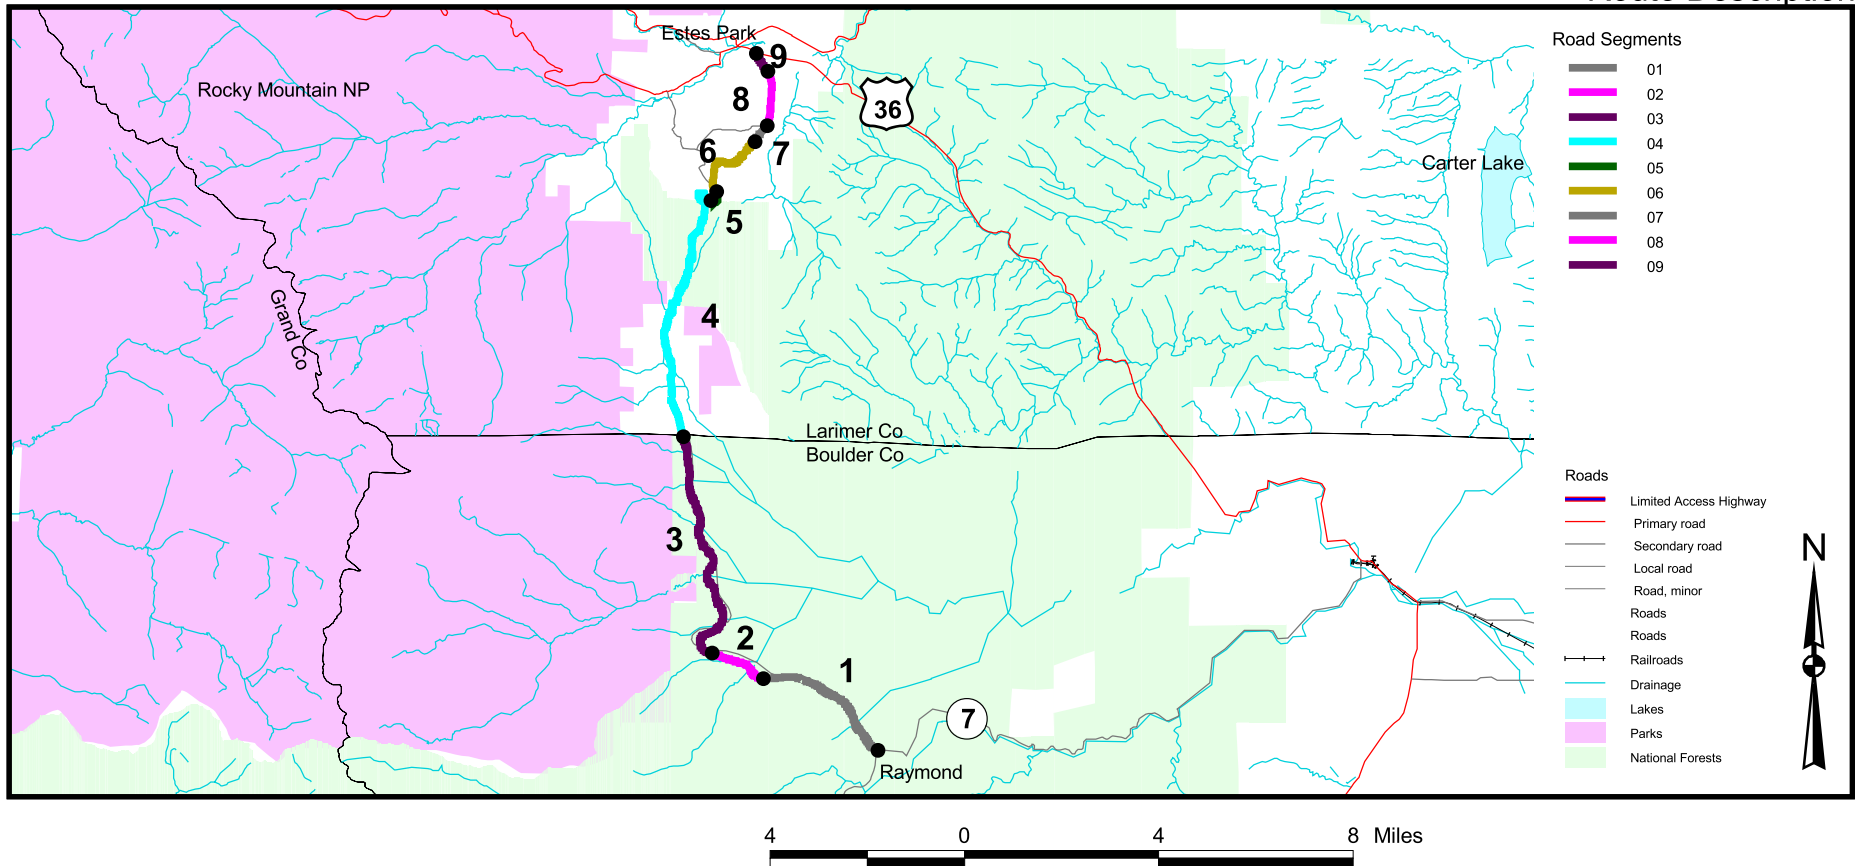 Route Description
Estes Park
9
Rocky Mountain NP
8
36
6
7
Carter Lake
5
Grand Co
4
Larimer Co
Boulder Co
3
2
1
7
Raymond
Road Segments
01
02
03
04
05
06
07
08
09
Roads
Limited Access Highway
Primary road
Secondary road
Local road
Road, minor
Roads
Roads
Railroads
Drainage
Lakes
Parks
National Forests
N
4 0 4 8 Miles